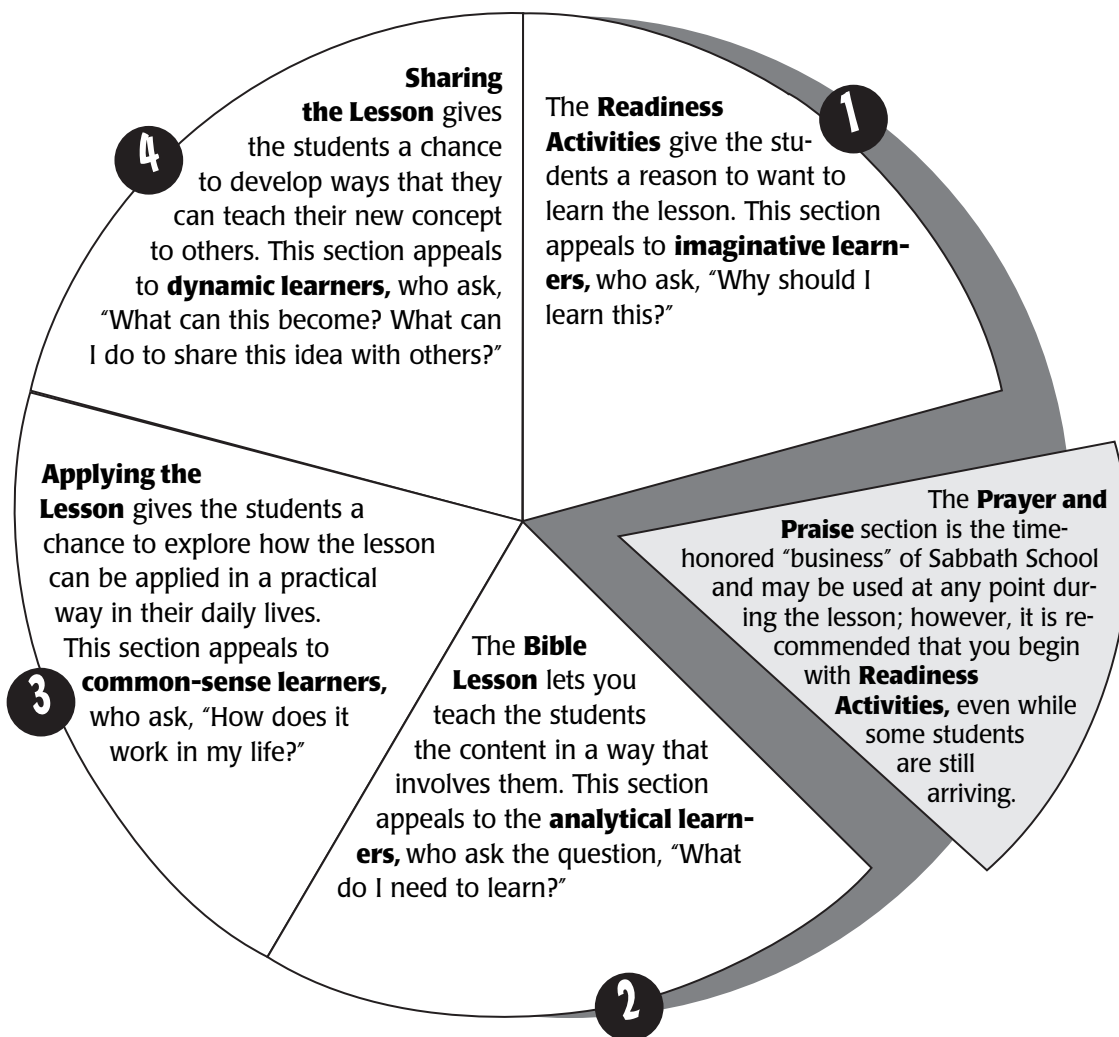 1
The Readiness
Activities give the stu-
dents a reason to want to
learn the lesson. This section
appeals to imaginative learn-
ers, who ask, “Why should I
learn this?”
The Prayer and
Praise section is the time-
honored “business” of Sabbath School
and may be used at any point dur-
ing the lesson; however, it is re-
commended that you begin
with Readiness
Activities, even while
some students
are still
arriving.
2
The Bible
Lesson lets you
teach the students
the content in a way that
involves them. This section
appeals to the analytical learn-
ers, who ask the question, “What
do I need to learn?”
3
Applying the
Lesson gives the students a
chance to explore how the lesson
can be applied in a practical
way in their daily lives.
This section appeals to
common-sense learners,
who ask, “How does it
work in my life?”
4
Sharing
the Lesson gives
the students a chance
to develop ways that they
can teach their new concept
to others. This section appeals
to dynamic learners, who ask,
“What can this become? What can
I do to share this idea with others?”